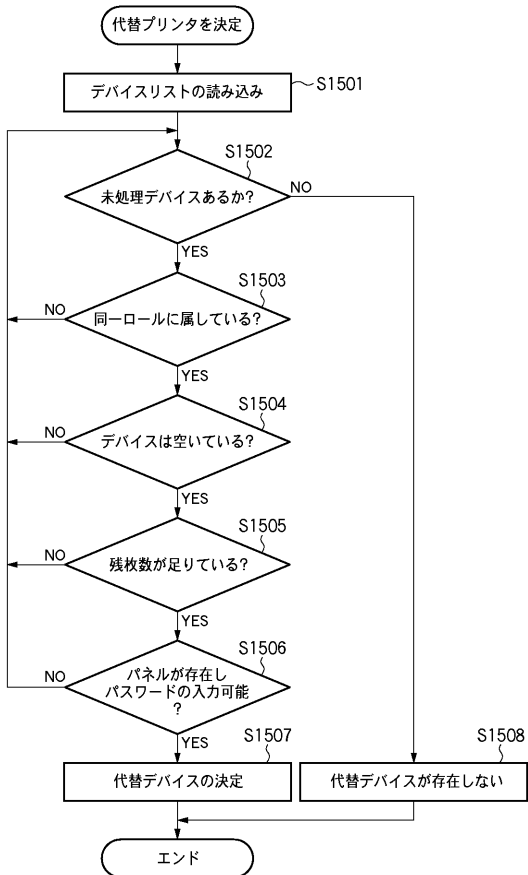 代替プリンタを決定
デバイスリストの読み込み
S1501
S1502
未処理デバイスあるか?
NO
YES
S1503
同一ロールに属している?
NO
YES
S1504
デバイスは空いている?
NO
YES
S1505
残枚数が足りている?
NO
YES
S1506
パネルが存在し
パスワードの入力可能
?
NO
YES
S1507
代替デバイスの決定
S1508
代替デバイスが存在しない
エンド